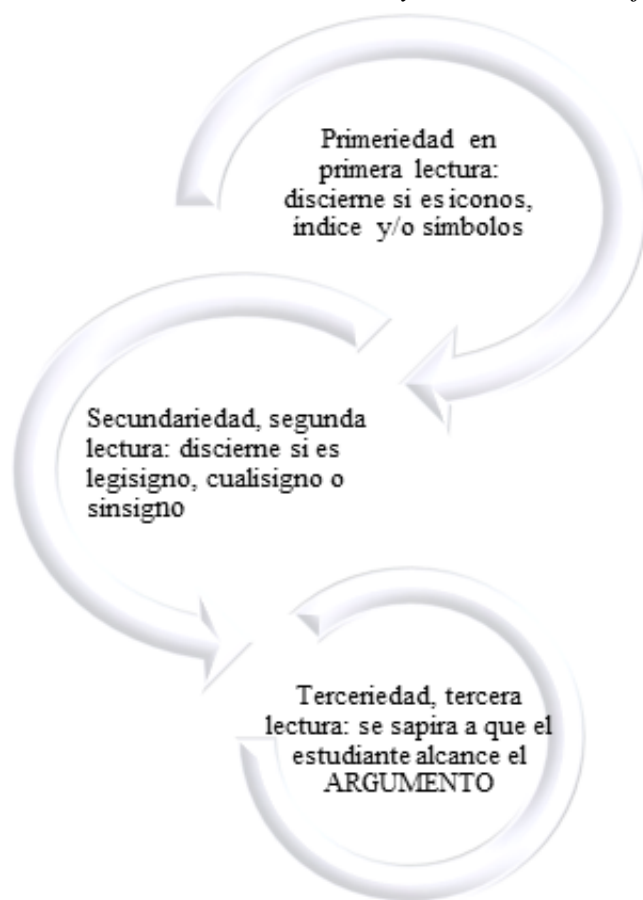 Primeriedad en
primera lectura:
discierne si es iconos,
índice y/o símbolos
Secundariedad, segunda
lectura: discierne si es
legisigno, cualisigno o
sinsigno
Terceriedad, tercera
lectura: se sapira a que el
estudiante alcance el
ARGUMENTO